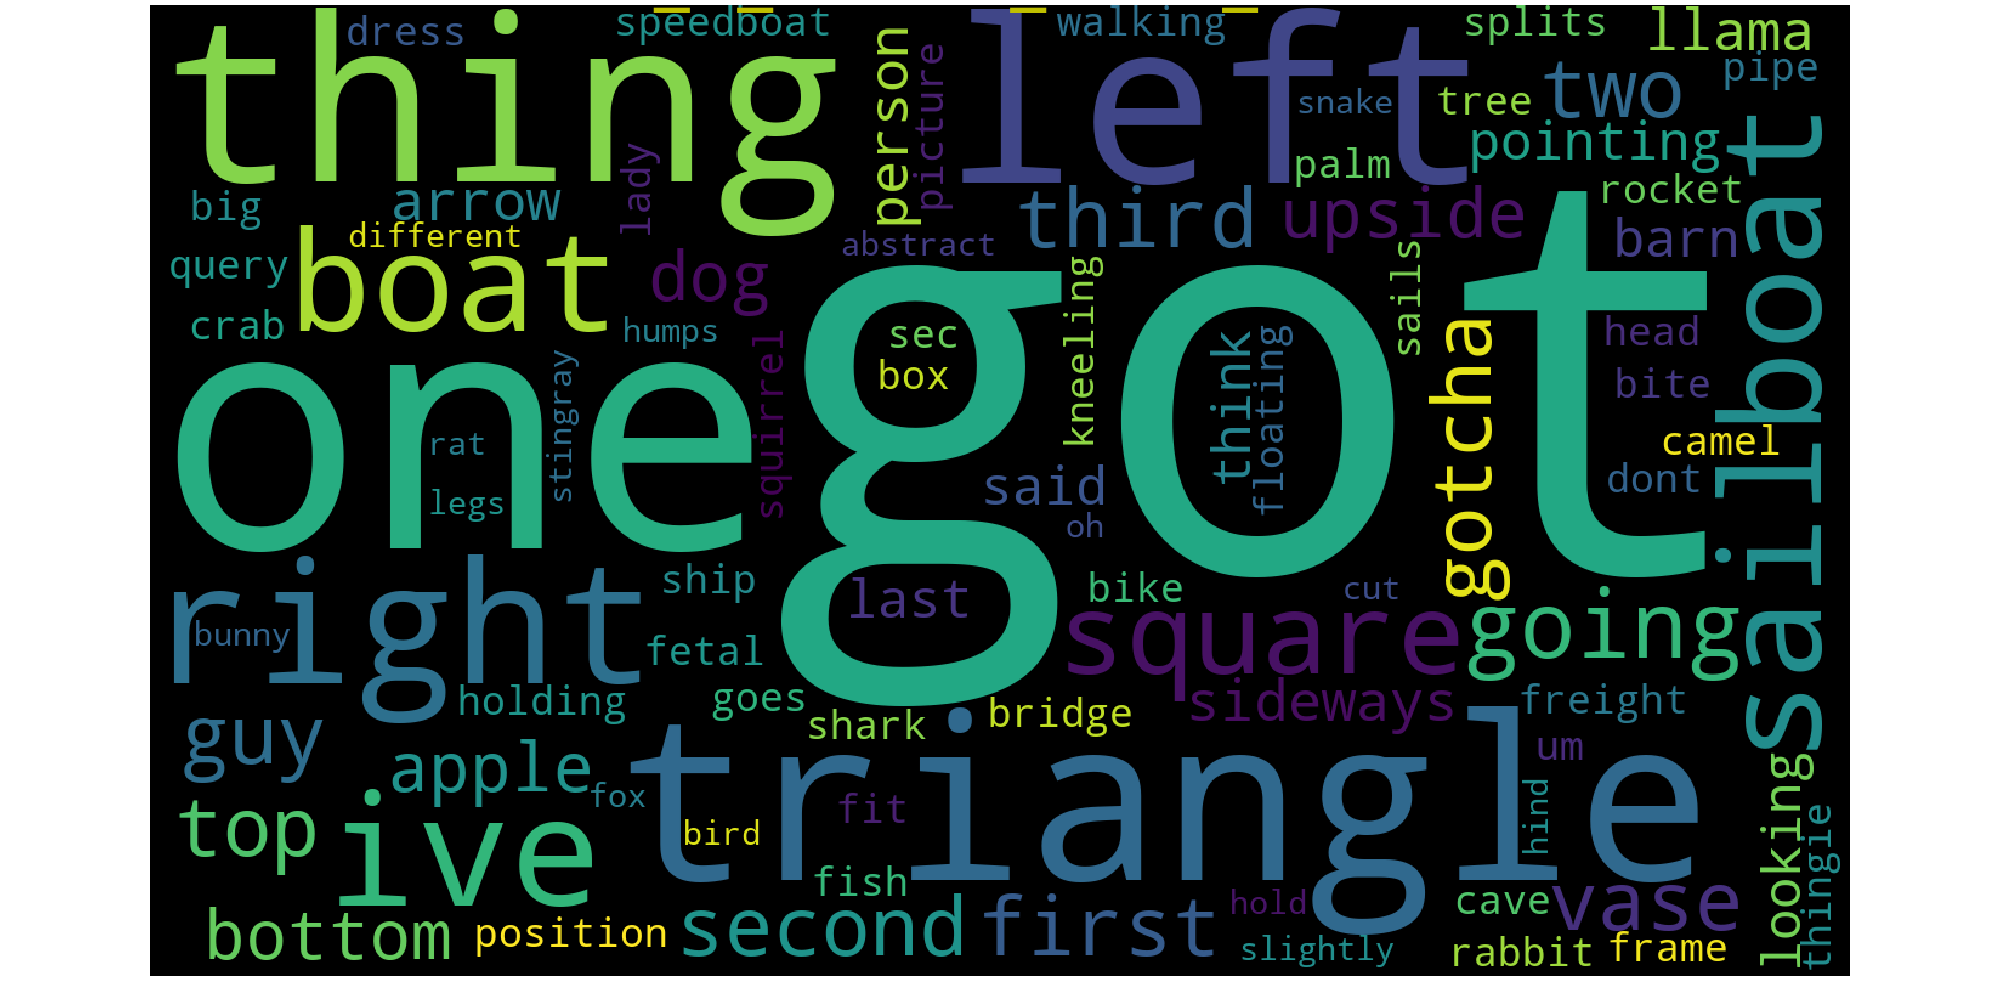 thing
left
dress
speedboat
walking
splits
llama
person
picture
snake
tree
two
pipe
pointing
palm
lady
big
arrow
third
upside
rocket
barn
sailboat
different
abstract
query
boat
dog
kneeling
sails
crab
humps
sec
box
think
floating
gotcha
head
bite
one
got
stingray
squirrel
rat
legs
said
oh
camel
dont
right
ship
last
bike
cut
going
bunny
fetal
square
holding
goes
shark
bridge
sideways
freight
guy
apple
fox
triangle
um
hind
looking
thingie
top
ive
bird
fit
fish
bottom
position
second
first
hold
slightly
cave
vase
rabbit
frame